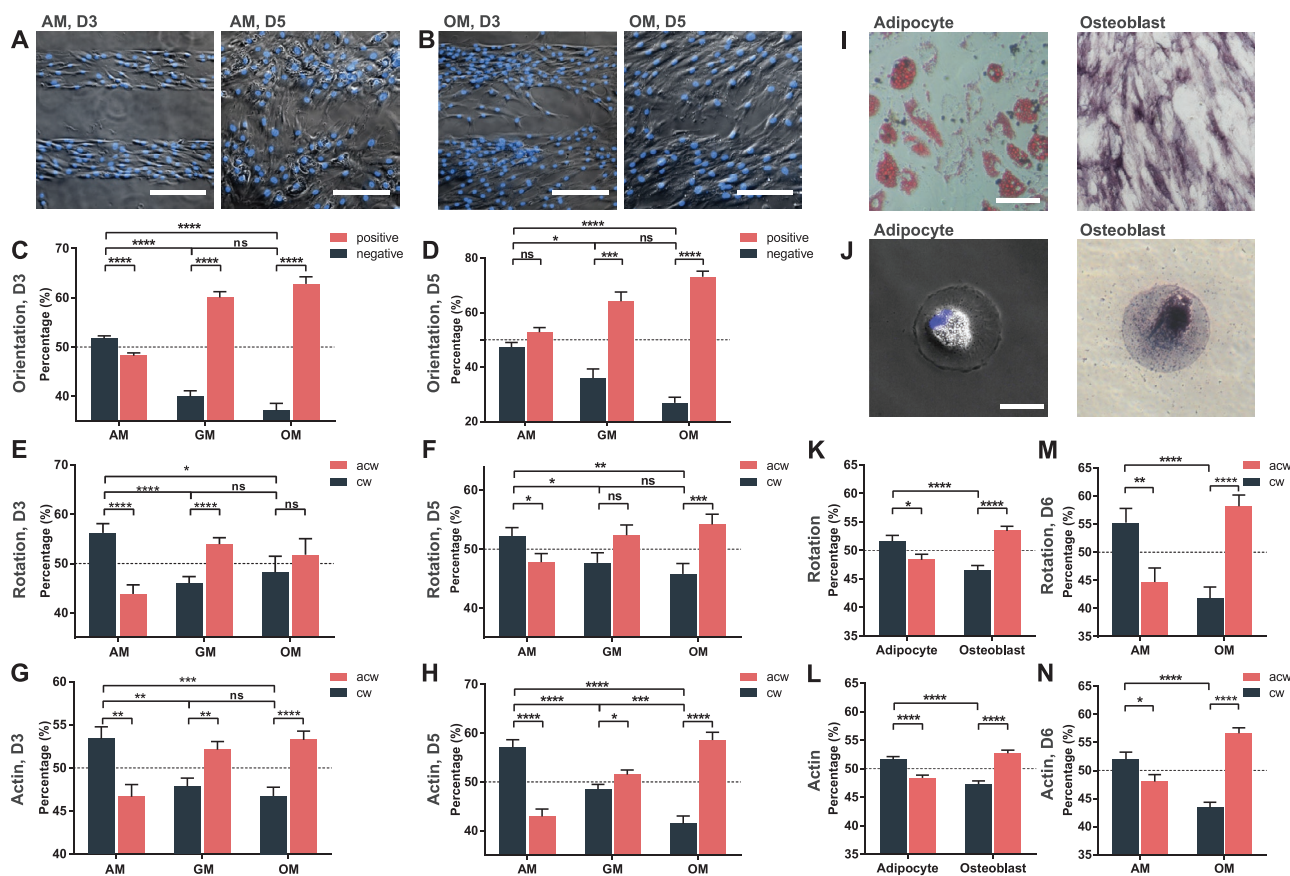 AM, D3
AM, D5
OM, D3
OM, D5
Adipocyte
Osteoblast
A
B
I
J
Adipocyte
Osteoblast
C
Orientation, D3
Percentage (%)
70
60
50
40
****
**** ns
**** **** ****
positive
negative
AM GM OM
D
Orientation, D5
Percentage (%)
100
80
60
40
20
****
* ns
ns *** ****
positive
negative
AM GM OM
E
Rotation, D3
Percentage (%)
70
60
50
40
*
**** ns
**** **** ns
acw
cw
AM GM OM
F
Rotation, D5
Percentage (%)
60
50
40
**
* ns
* ns ***
acw
cw
AM GM OM
K
Rotation
Percentage (%)
65
60
55
50
45
40
35
****
* ****
Adipocyte Osteoblast
M
Rotation, D6
Percentage (%)
65
60
55
50
45
40
35
****
** ****
acw
cw
AM OM
G
Actin, D3
Percentage (%)
60
55
50
45
40
***
** ns
** ** ****
acw
cw
AM GM OM
H
Actin, D5
Percentage (%)
70
60
50
40
****
**** ***
**** * ****
acw
cw
AM GM OM
L
Actin
Percentage (%)
65
60
55
50
45
40
35
****
**** ****
Adipocyte Osteoblast
N
Actin, D6
Percentage (%)
65
60
55
50
45
40
35
****
* ****
acw
cw
AM OM